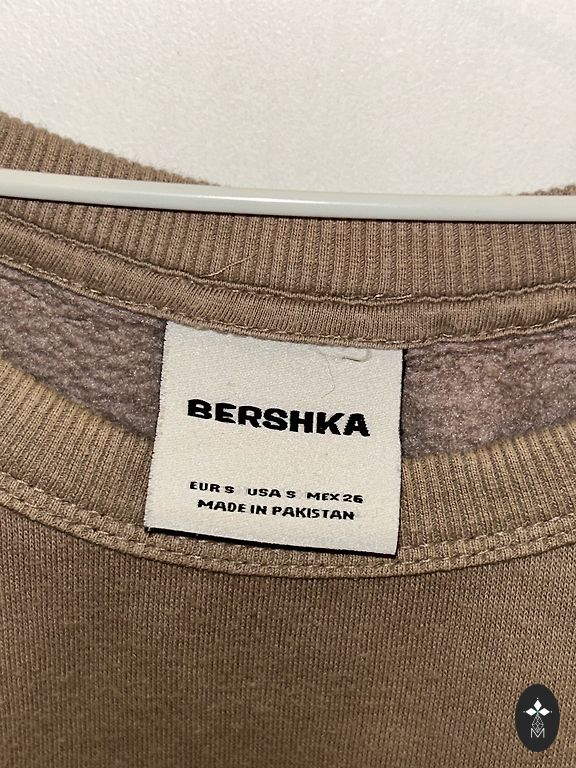 BERSHKA
EUR S USA S MEX 26
MADE IN PAKISTAN
M